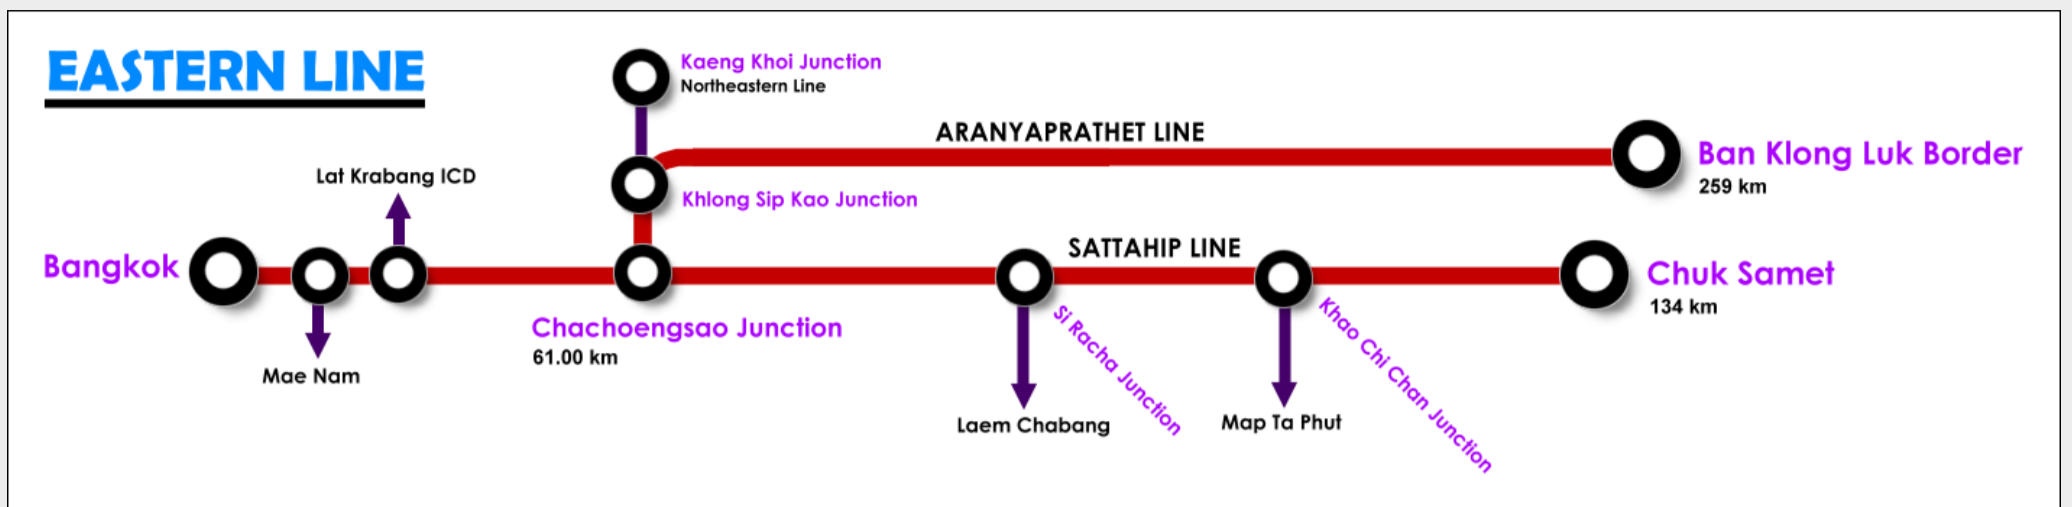 EASTERN LINE
Kaeng Khoi Junction
Northeastern Line
ARANYAPRATHET LINE
Ban Klong Luk Border
259 km
Lat Krabang ICD
Khlong Sip Kao Junction
Bangkok
SATTAHIP LINE
Chuk Samet
134 km
Chachoengsao Junction
61.00 km
Mae Nam
Si Racha Junction
Khao Chi Chan Junction
Laem Chabang
Map Ta Phut